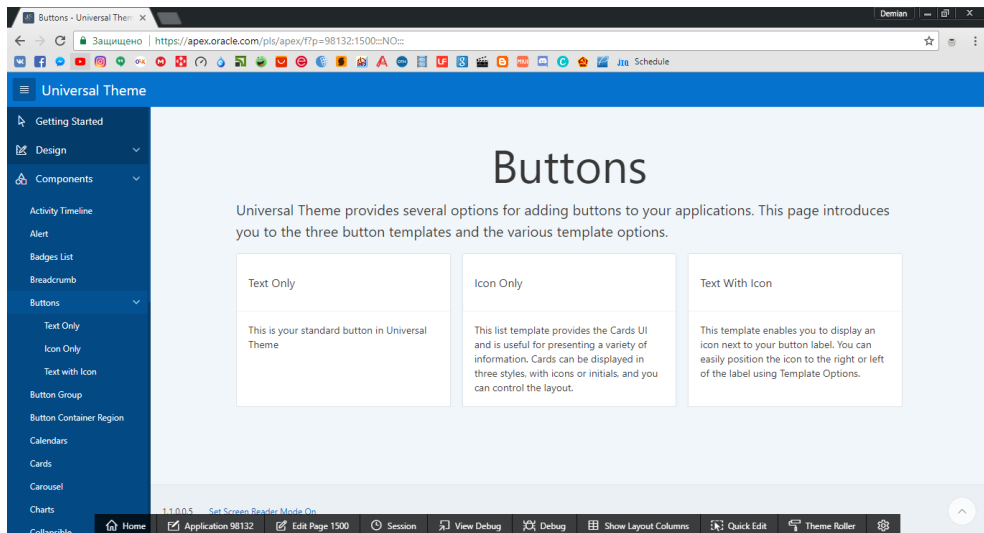 Buttons - Universal Them
Demian
Защищено
https://apex.oracle.com/pls/apex/f?p=98132:1500:::NO:::
Schedule
Universal Theme
Getting Started
Design
Components
Activity Timeline
Alert
Badges List
Breadcrumb
Buttons
Text Only
Icon Only
Text with Icon
Button Group
Button Container Region
Calendars
Cards
Carousel
Charts
Collapsible
Buttons
Universal Theme provides several options for adding buttons to your applications. This page introduces
you to the three button templates and the various template options.
Text Only
This is your standard button in Universal
Theme
Icon Only
This list template provides the Cards UI
and is useful for presenting a variety of
information. Cards can be displayed in
three styles, with icons or initials, and you
can control the layout.
Text With Icon
This template enables you to display an
icon next to your button label. You can
easily position the icon to the right or left
of the label using Template Options.
1.1.0.0.5 Set Screen Reader Mode On
Home
Application 98132
Edit Page 1500
Session
View Debug
Debug
Show Layout Columns
Quick Edit
Theme Roller